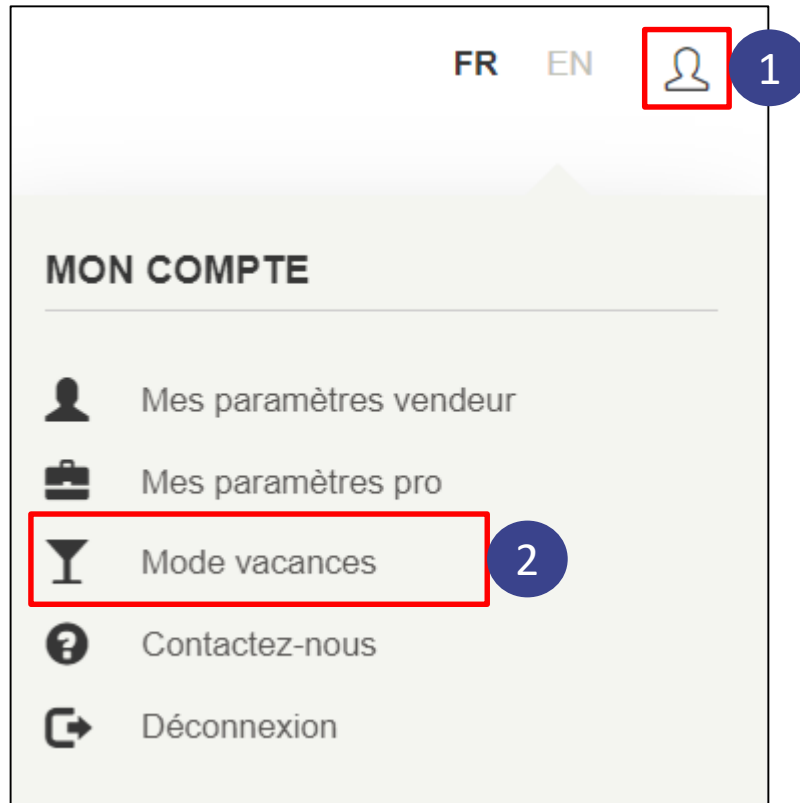 FR EN 1
MON COMPTE
Mes paramètres vendeur
Mes paramètres pro
Mode vacances 2
Contactez-nous
Déconnexion